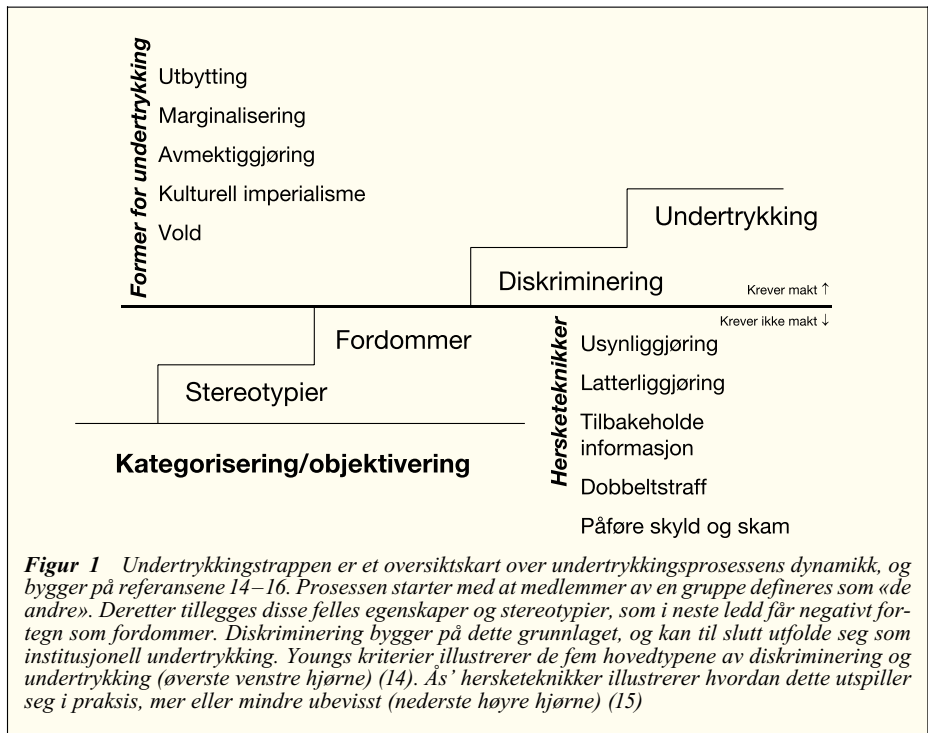 Former for undertrykking
Utbytting
Marginalisering
Avmektiggjøring
Kulturell imperialisme
Vold
Undertrykking
Diskriminering
Krever makt ↑
Krever ikke makt ↓
Fordommer
Stereotypier
Kategorisering/objektivering
Hersketeknikker
Usynliggjøring
Latterliggjøring
Tilbakeholde
informasjon
Dobbeltstraff
Påføre skyld og skam
Figur 1 Undertrykkingstrappen er et oversiktskart over undertrykkingsprosessens dynamikk, og
bygger på referansene 14–16. Prosessen starter med at medlemmer av en gruppe defineres som «de
andre». Deretter tillegges disse felles egenskaper og stereotypier, som i neste ledd får negativt for-
tegn som fordommer. Diskriminering bygger på dette grunnlaget, og kan til slutt utfolde seg som
institusjonell undertrykking. Youngs kriterier illustrerer de fem hovedtypene av diskriminering og
undertrykking (øverste venstre hjørne) (14). Ås’ hersketeknikker illustrerer hvordan dette utspiller
seg i praksis, mer eller mindre ubevisst (nederste høyre hjørne) (15)